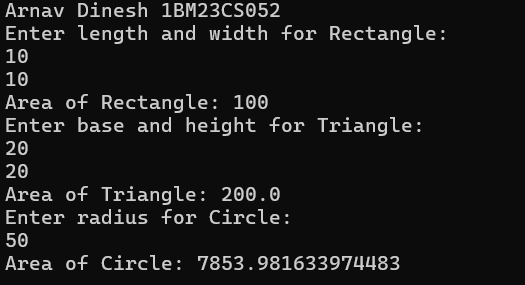 Arnav Dinesh 1BM23CS052
Enter length and width for Rectangle:
10
10
Area of Rectangle: 100
Enter base and height for Triangle:
20
20
Area of Triangle: 200.0
Enter radius for Circle:
50
Area of Circle: 7853.981633974483